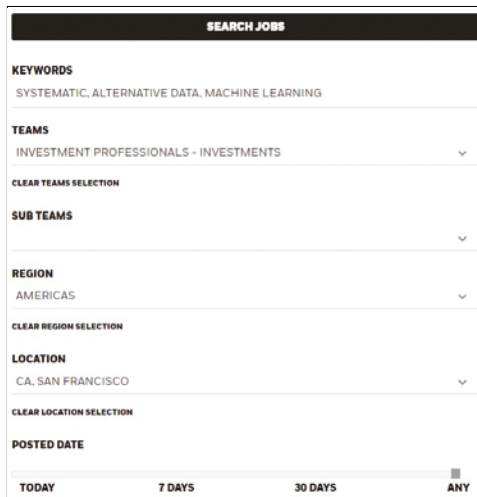 SEARCH JOBS
KEYWORDS
SYSTEMATIC, ALTERNATIVE DATA, MACHINE LEARNING
TEAMS
INVESTMENT PROFESSIONALS - INVESTMENTS
CLEAR TEAMS SELECTION
SUB TEAMS
REGION
AMERICAS
CLEAR REGION SELECTION
LOCATION
CA, SAN FRANCISCO
CLEAR LOCATION SELECTION
POSTED DATE
TODAY 7 DAYS 30 DAYS ANY